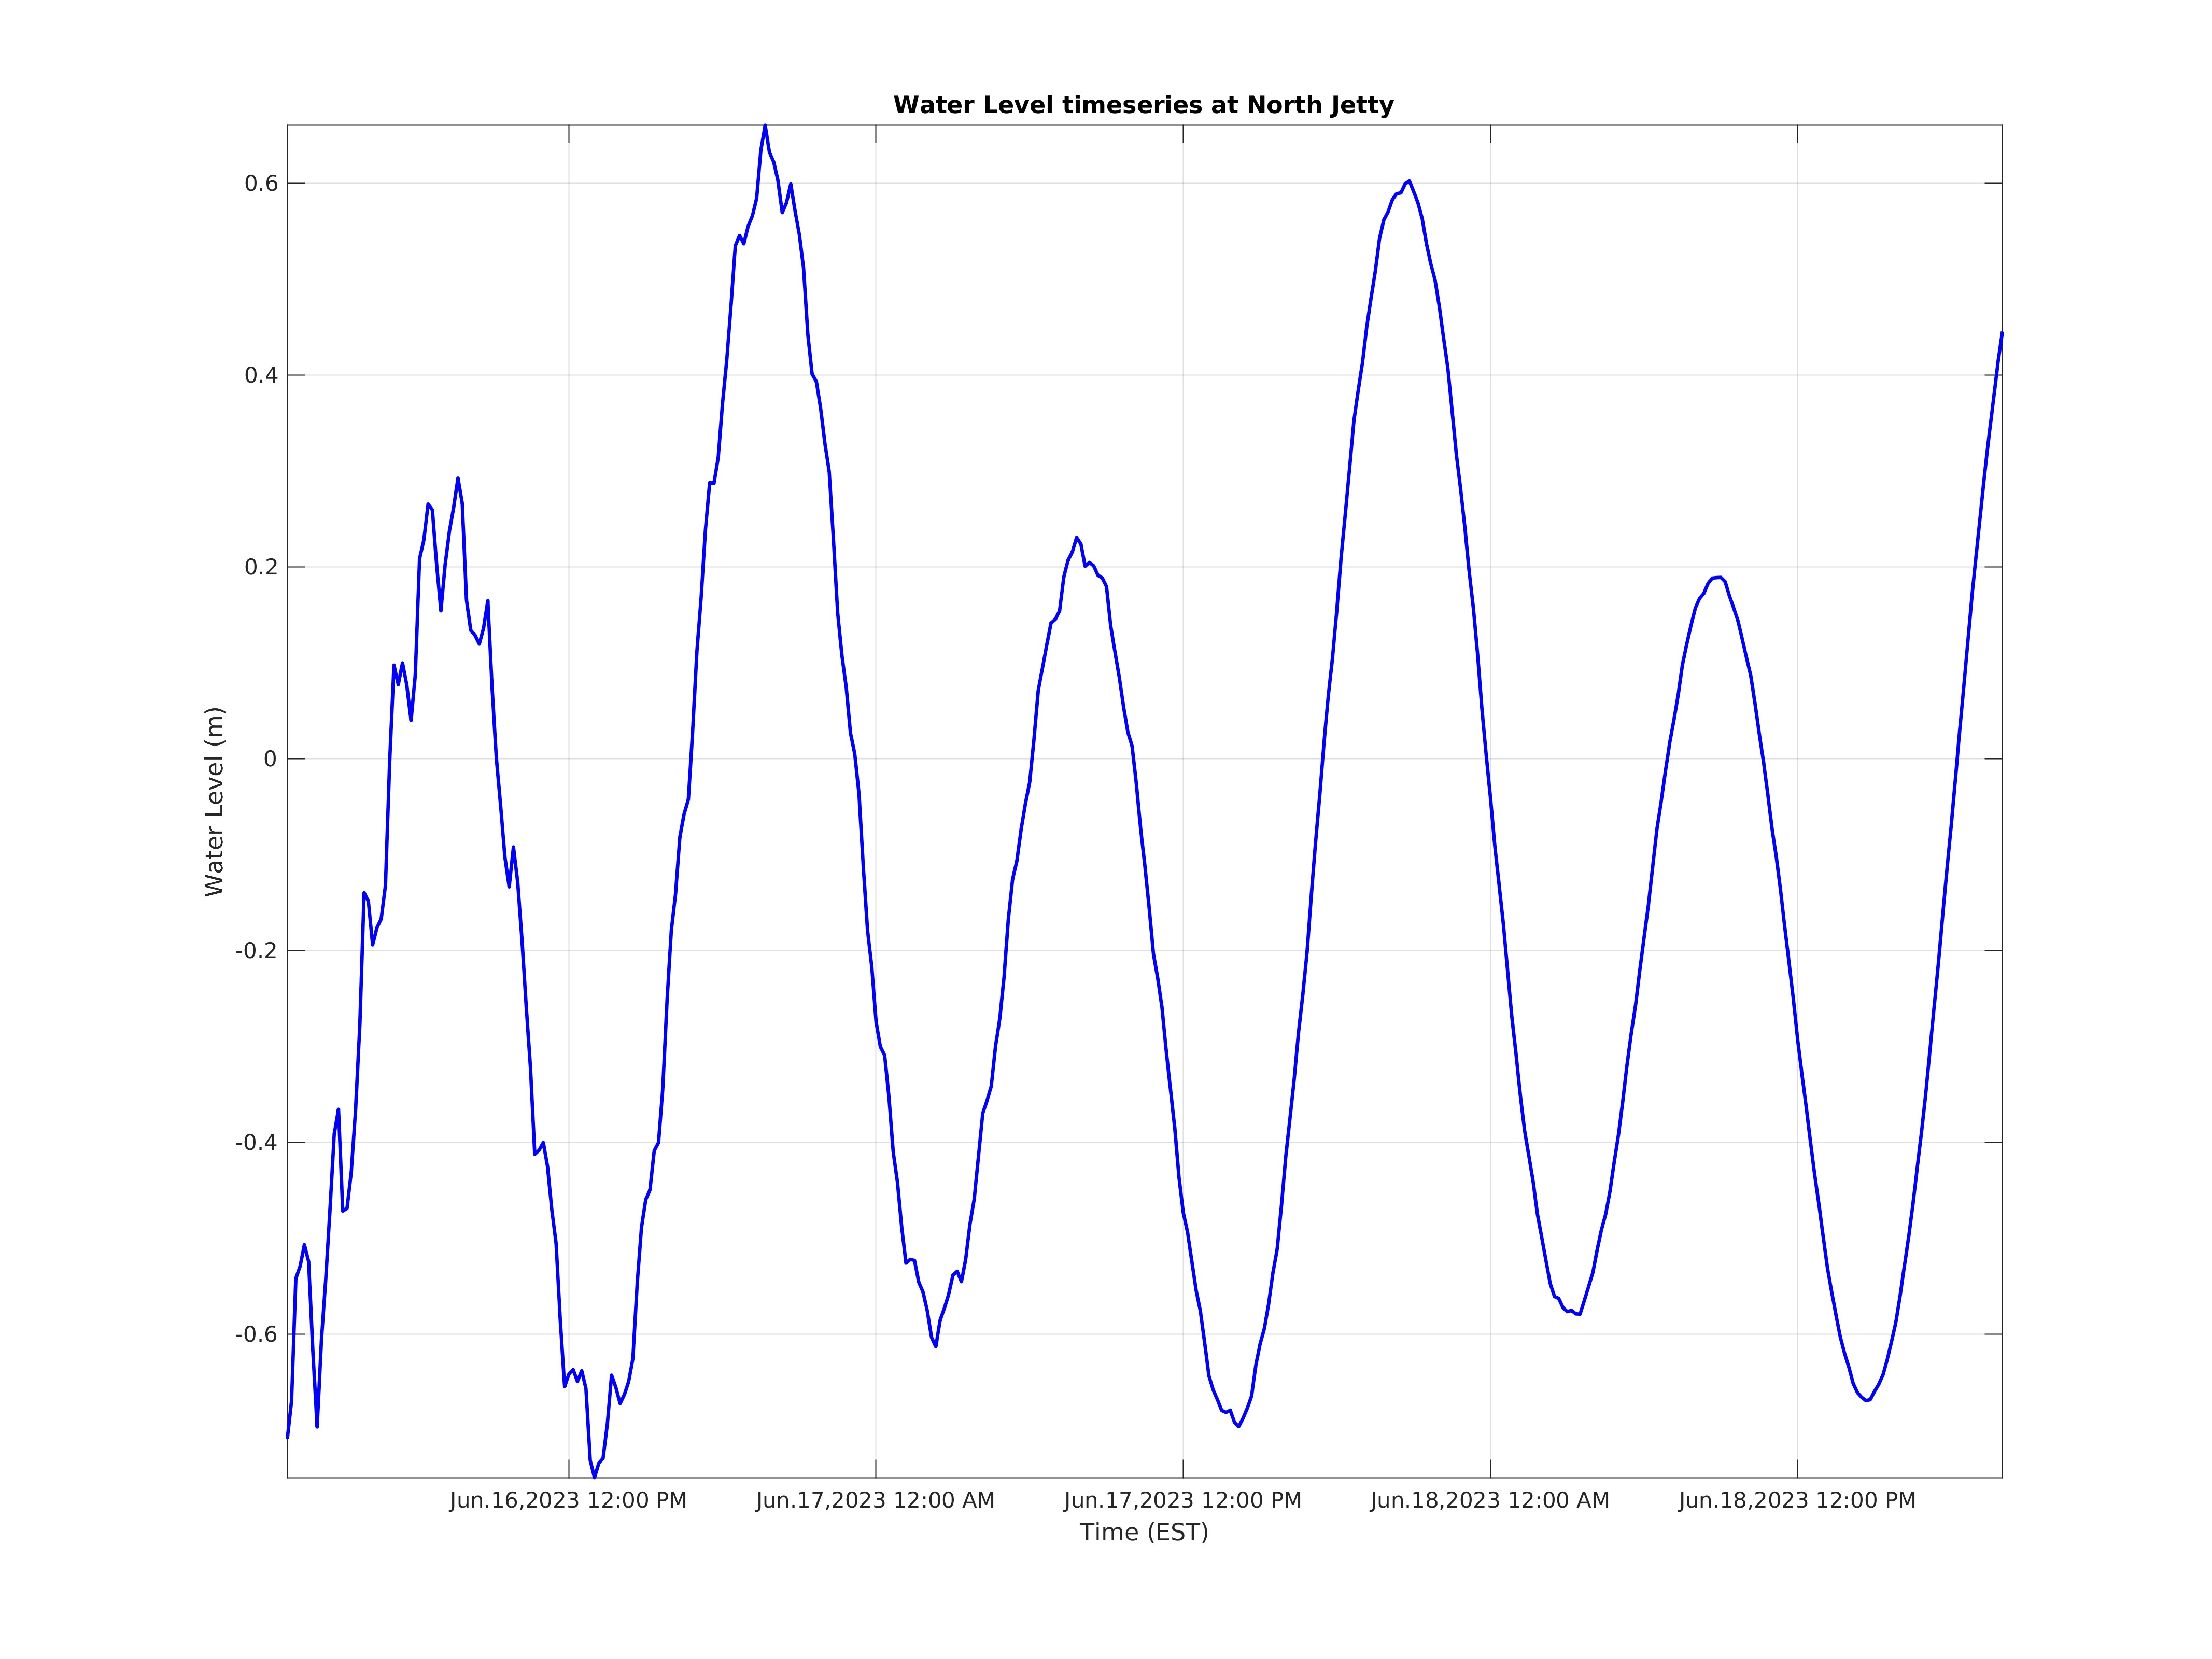 Water Level timeseries at North Jetty
0.6
0.4
0.2
0
-0.2
-0.4
-0.6
Water Level (m)
Jun.16,2023 12:00 PM
Jun.17,2023 12:00 AM
Jun.17,2023 12:00 PM
Jun.18,2023 12:00 AM
Jun.18,2023 12:00 PM
Time (EST)